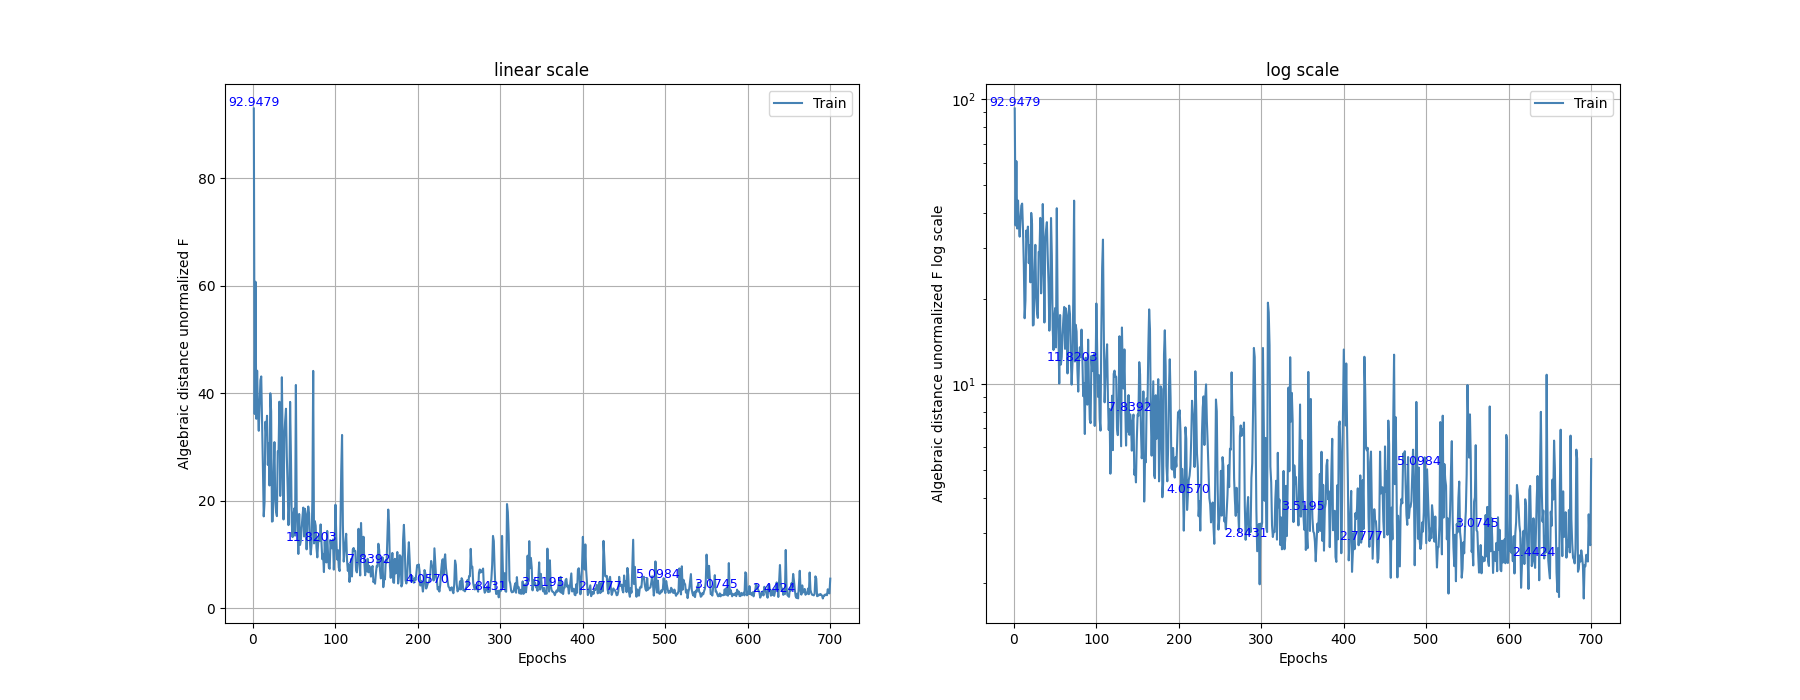 linear scale
92.9479
Train
80
60
40
20
0
11.8203
7.8392
4.0570
2.8431
3.5195
2.7777
5.0984
3.0745
2.4424
0 100 200 300 400 500 600 700
Epochs
Algebraic distance unormalized F
log scale
92.9479
Train
10²
10¹
11.8203
7.8392
4.0570
2.8431
3.5195
2.7777
5.0984
3.0745
2.4424
0 100 200 300 400 500 600 700
Epochs
Algebraic distance unormalized F log scale